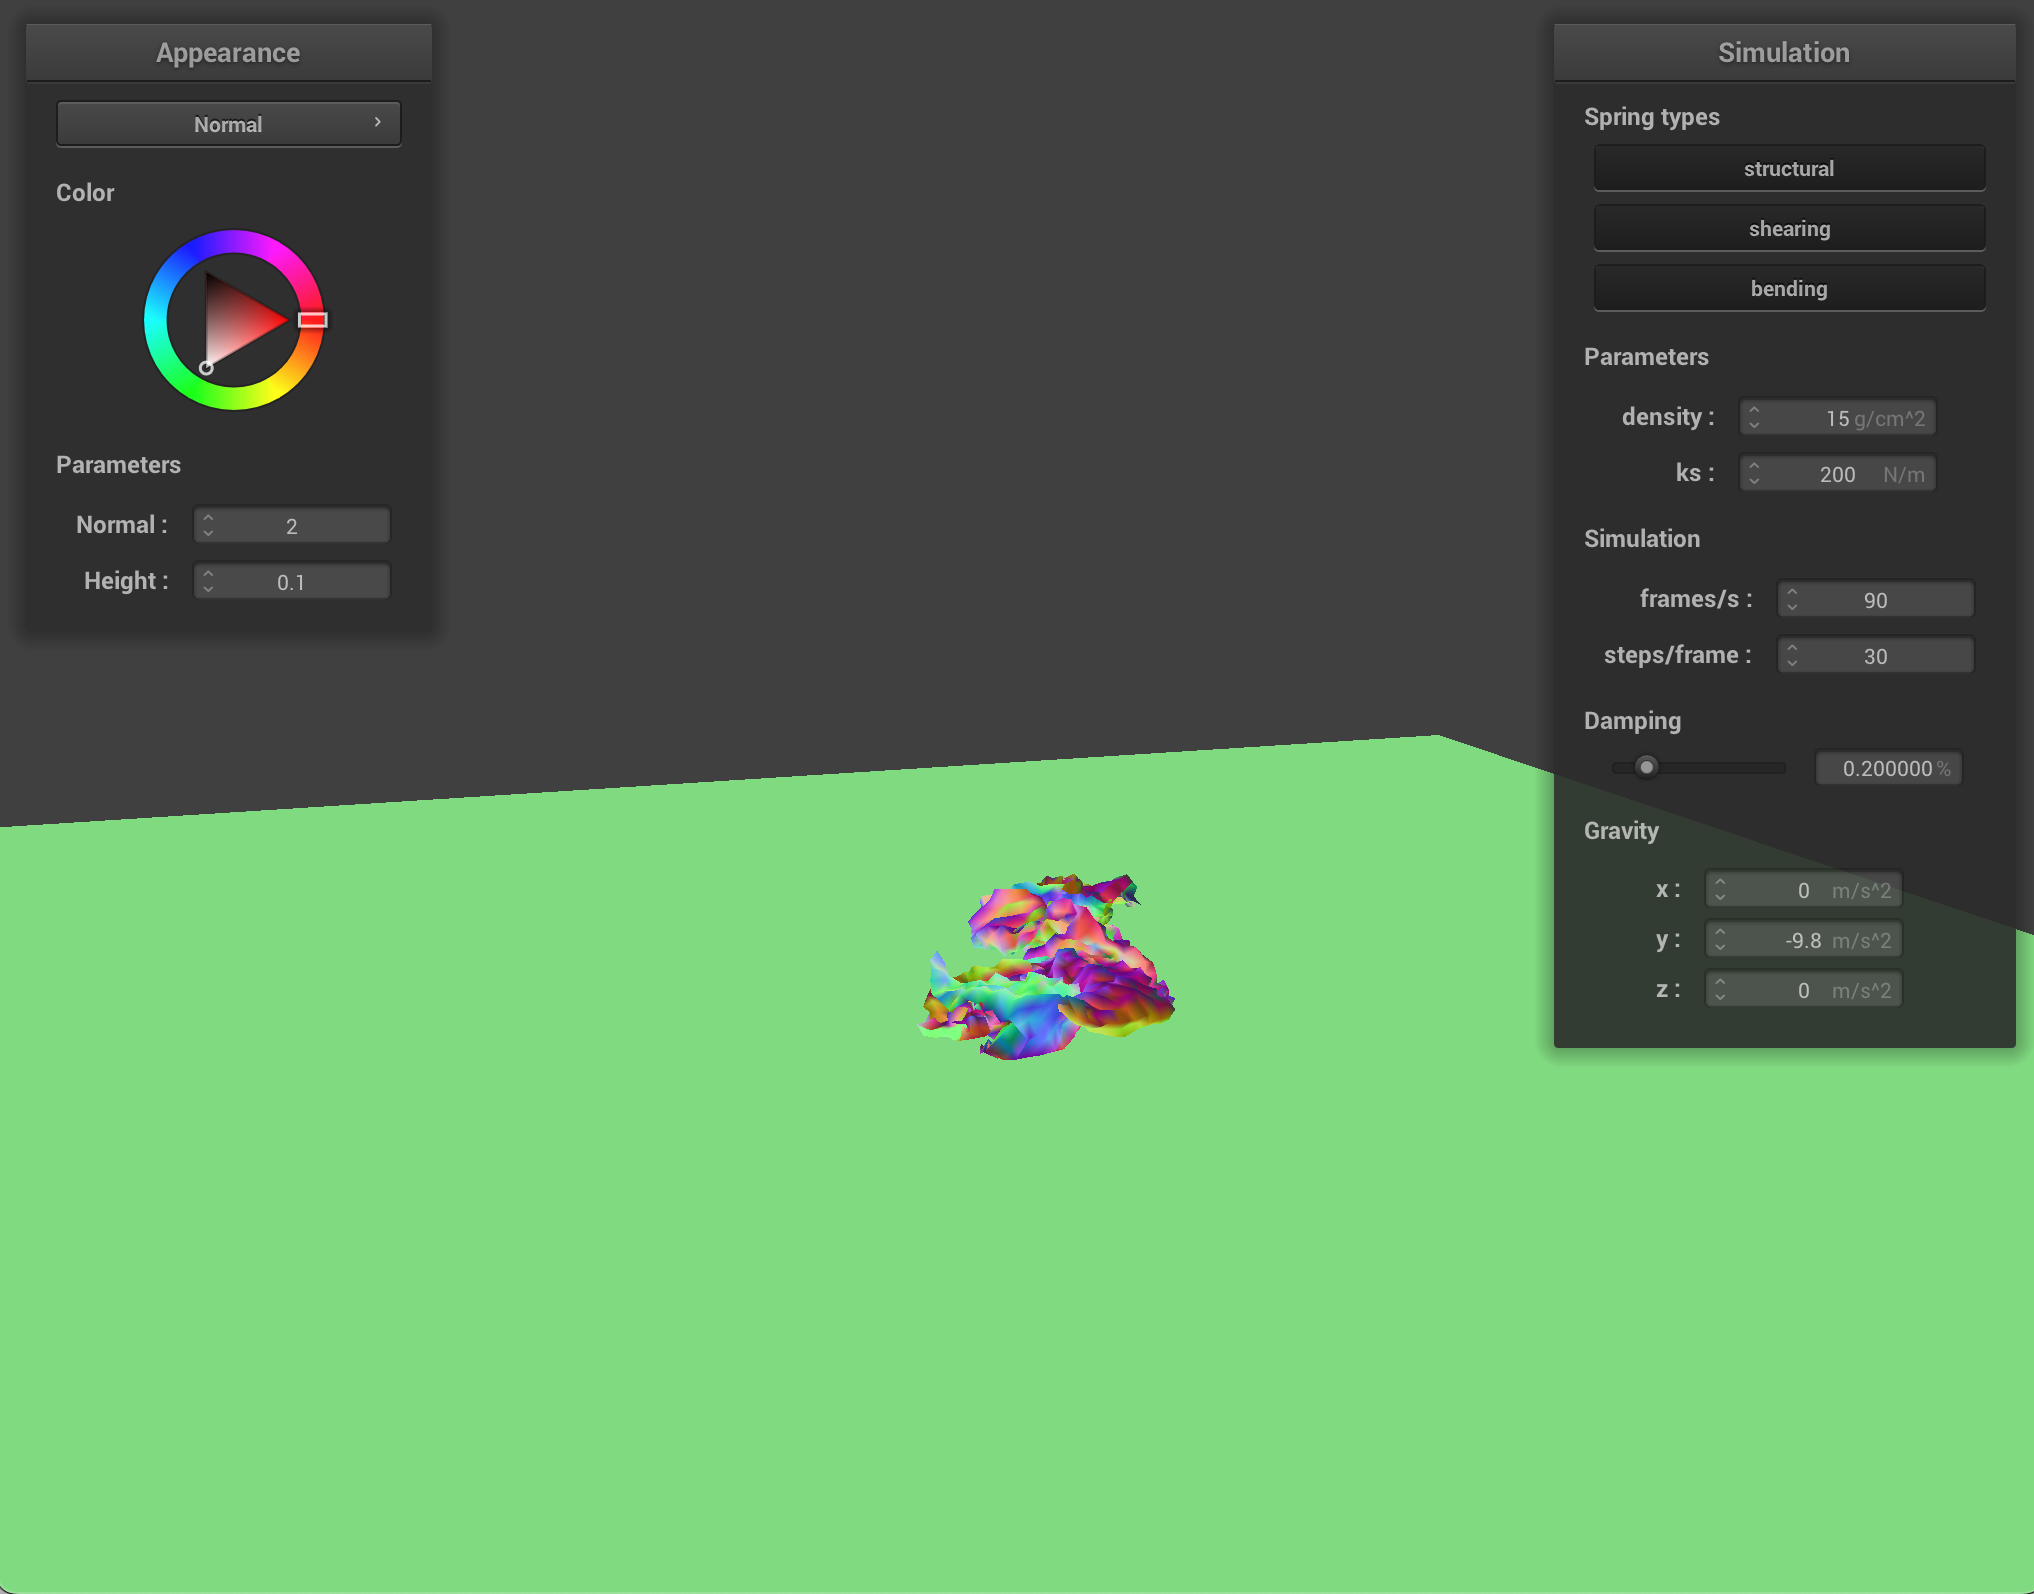 Appearance
Normal
Color
Parameters
Normal : 2
Height : 0.1
Simulation
Spring types
structural
shearing
bending
Parameters
density : 15 g/cm^2
ks : 200 N/m
Simulation
frames/s : 90
steps/frame : 30
Damping
0.200000 %
Gravity
x : 0 m/s^2
y : -9.8 m/s^2
z : 0 m/s^2